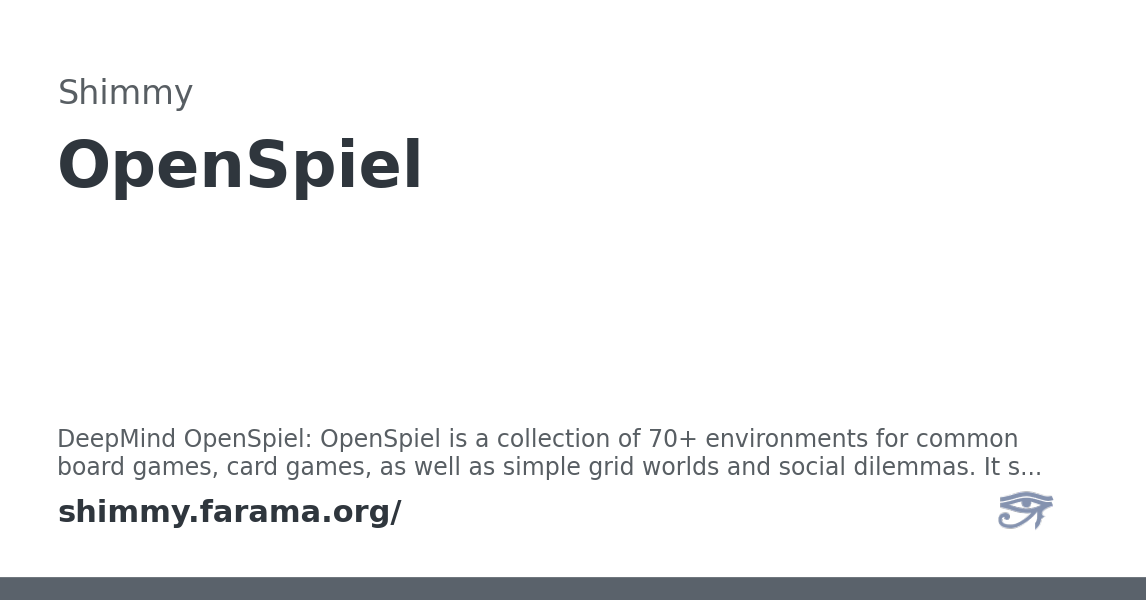 Shimmy
OpenSpiel
DeepMind OpenSpiel: OpenSpiel is a collection of 70+ environments for common
board games, card games, as well as simple grid worlds and social dilemmas. It s...
shimmy.farama.org/